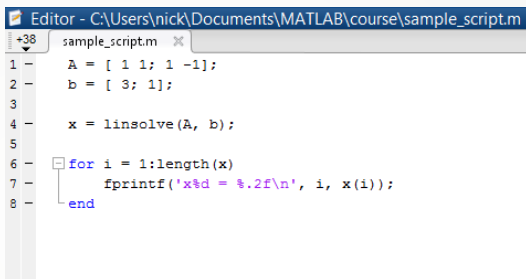 Editor - C:\Users\nick\Documents\MATLAB\course\sample_script.m
+38 sample_script.m
1 - A = [ 1 1; 1 -1];
2 - b = [ 3; 1];
3
4 - x = linsolve(A, b);
5
6 - for i = 1:length(x)
7 - fprintf('x%d = %.2f\n', i, x(i));
8 - end